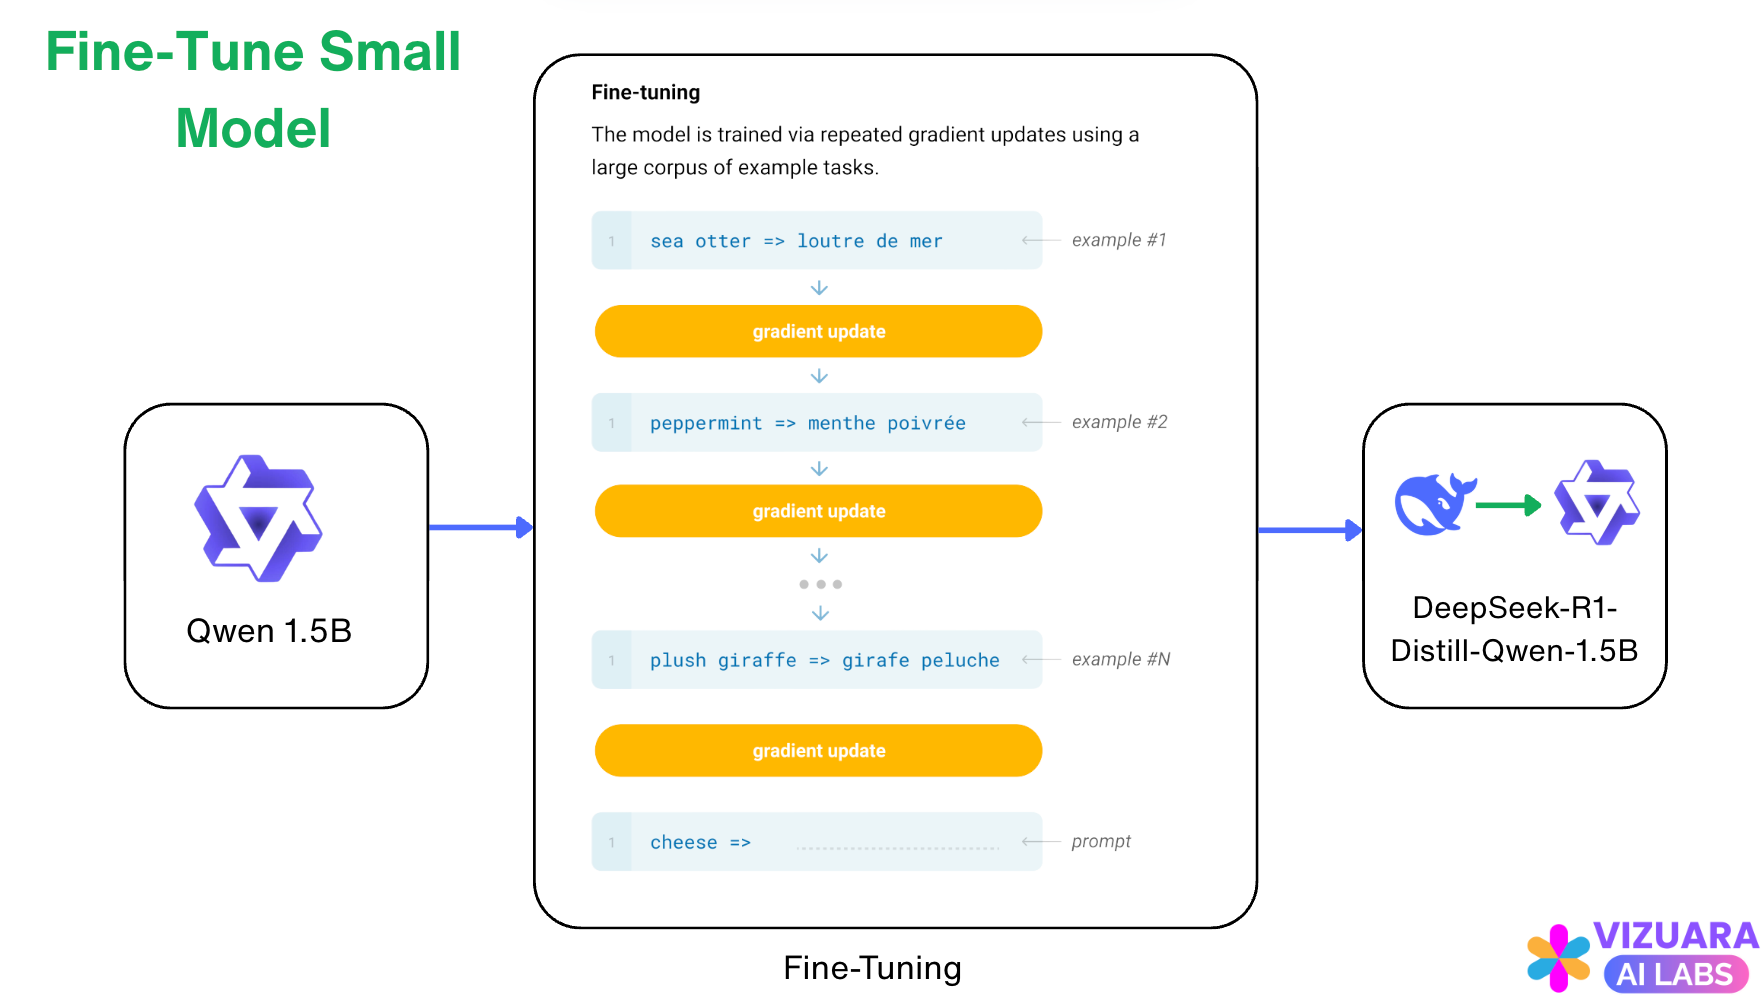 Fine-Tune Small
Model
Fine-tuning
The model is trained via repeated gradient updates using a
large corpus of example tasks.
1 sea otter => loutre de mer example #1
gradient update
1 peppermint => menthe poivrée example #2
gradient update
1 plush giraffe => girafe peluche example #N
gradient update
1 cheese => prompt
Fine-Tuning
Qwen 1.5B
DeepSeek-R1-
Distill-Qwen-1.5B
VIZUARA
AI LABS